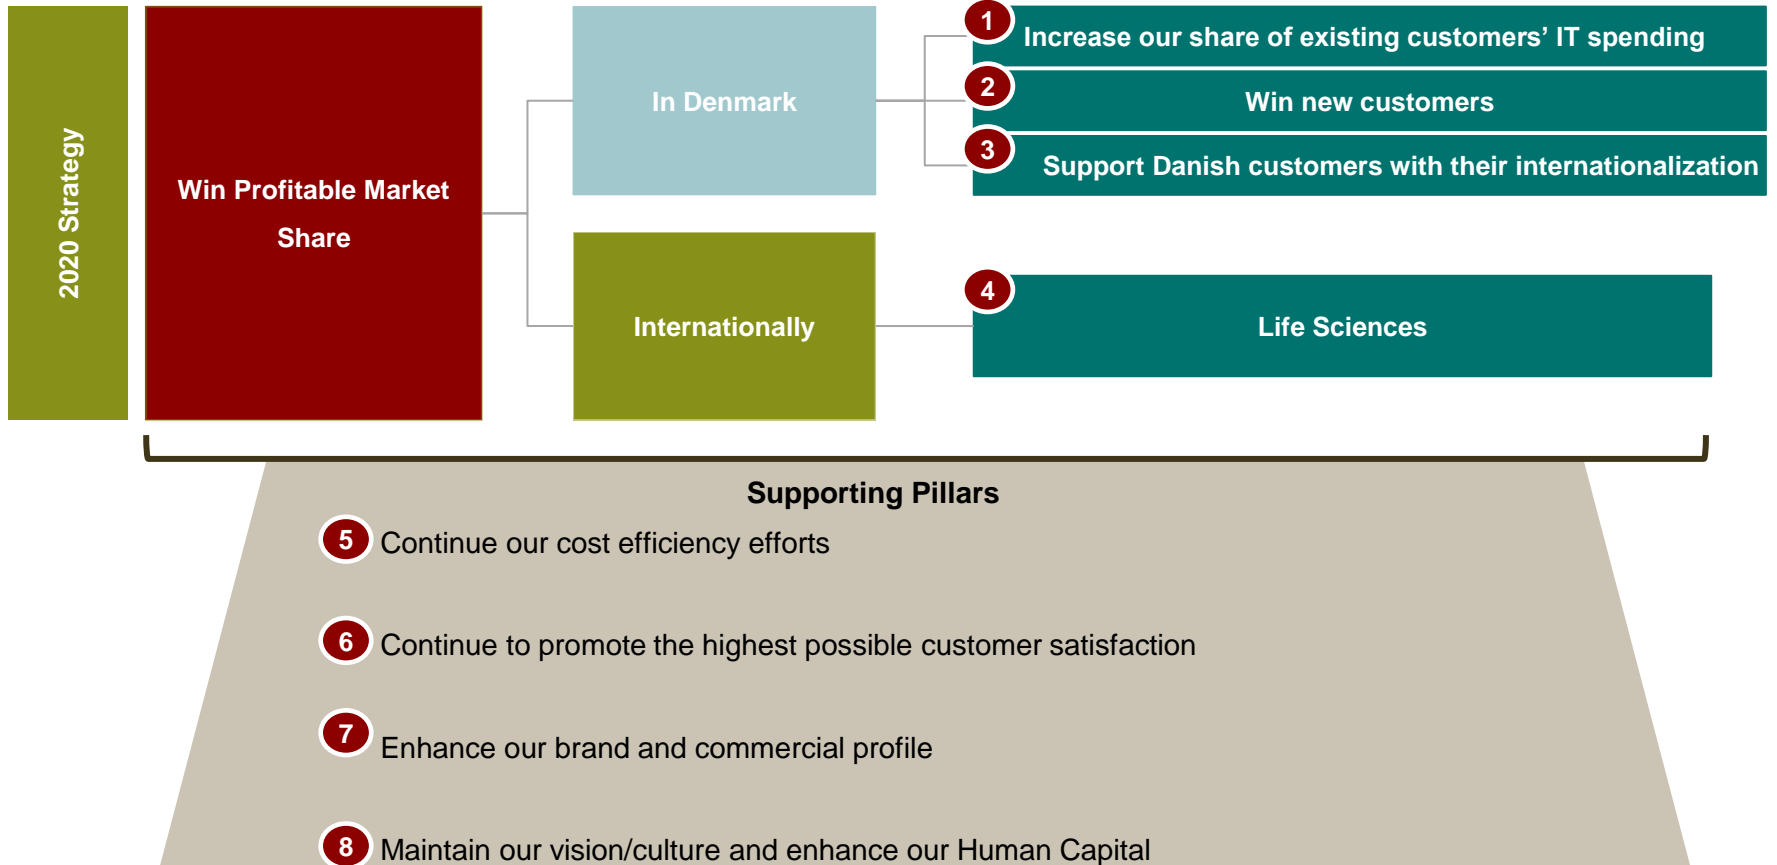 2020 Strategy
Win Profitable Market
Share
In Denmark
Internationally
1
Increase our share of existing customers’ IT spending
2
Win new customers
3
Support Danish customers with their internationalization
4
Life Sciences
Supporting Pillars
5 Continue our cost efficiency efforts
6 Continue to promote the highest possible customer satisfaction
7 Enhance our brand and commercial profile
8 Maintain our vision/culture and enhance our Human Capital